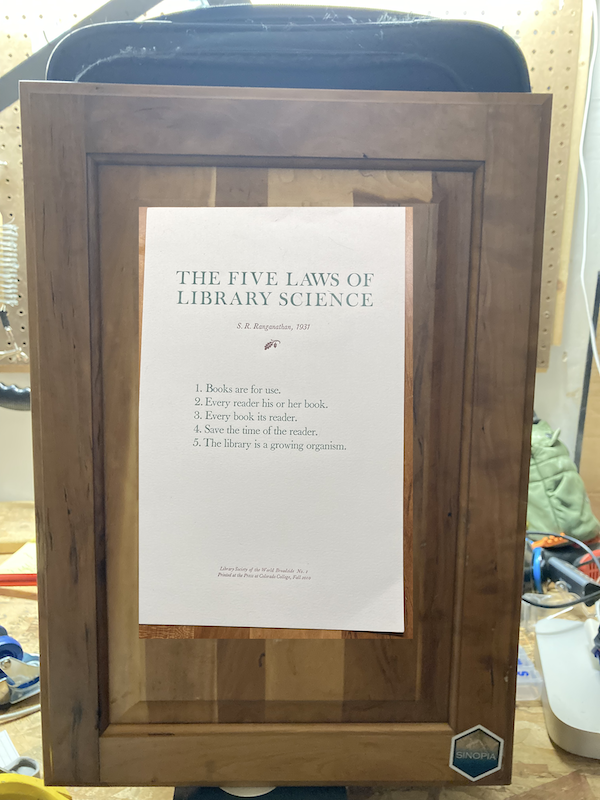 THE FIVE LAWS OF
LIBRARY SCIENCE
S. R. Ranganathan, 1931
1. Books are for use.
2. Every reader his or her book.
3. Every book its reader.
4. Save the time of the reader.
5. The library is a growing organism.
Library Society of the World Broadside No. 1
Printed at the Press at Colorado College, Fall 2010
SINOPIA